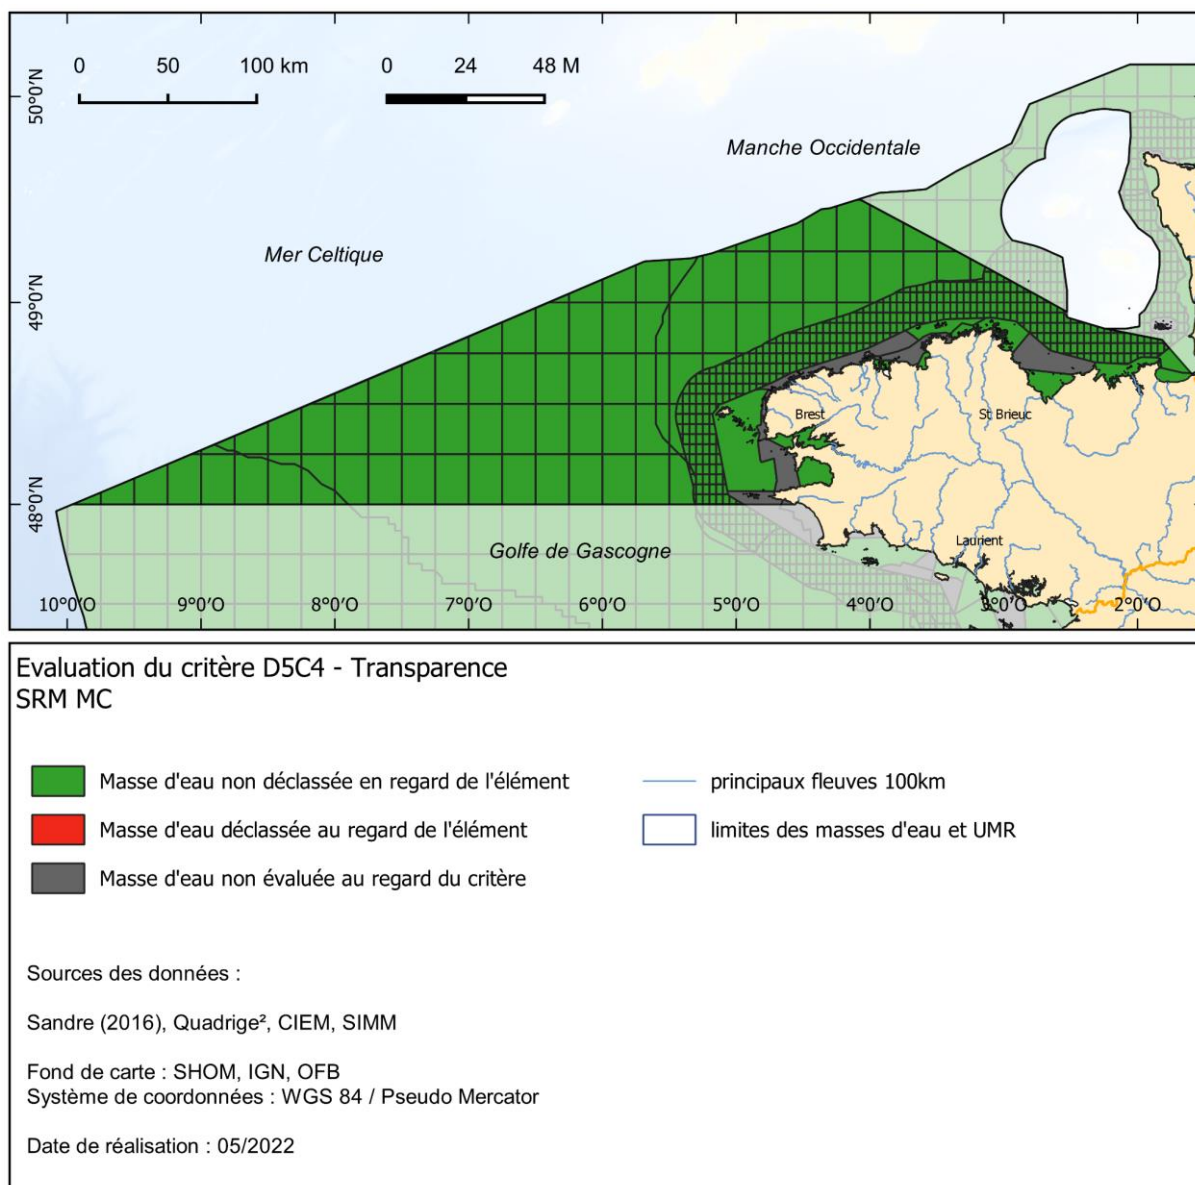 0 50 100 km 0 24 48 M
50°0'N
Manche Occidentale
Mer Celtique
49°0'N
Brest
St Brieuc
48°0'N
Golfe de Gascogne
Laurient
10°0'O 9°0'O 8°0'O 7°0'O 6°0'O 5°0'O 4°0'O 3°0'O 2°0'O
Evaluation du critère D5C4 - Transparence
SRM MC
Masse d'eau non déclassée en regard de l'élément
principaux fleuves 100km
Masse d'eau déclassée au regard de l'élément
limites des masses d'eau et UMR
Masse d'eau non évaluée au regard du critère
Sources des données :
Sandre (2016), Quadrige², CIEM, SIMM
Fond de carte : SHOM, IGN, OFB
Système de coordonnées : WGS 84 / Pseudo Mercator
Date de réalisation : 05/2022